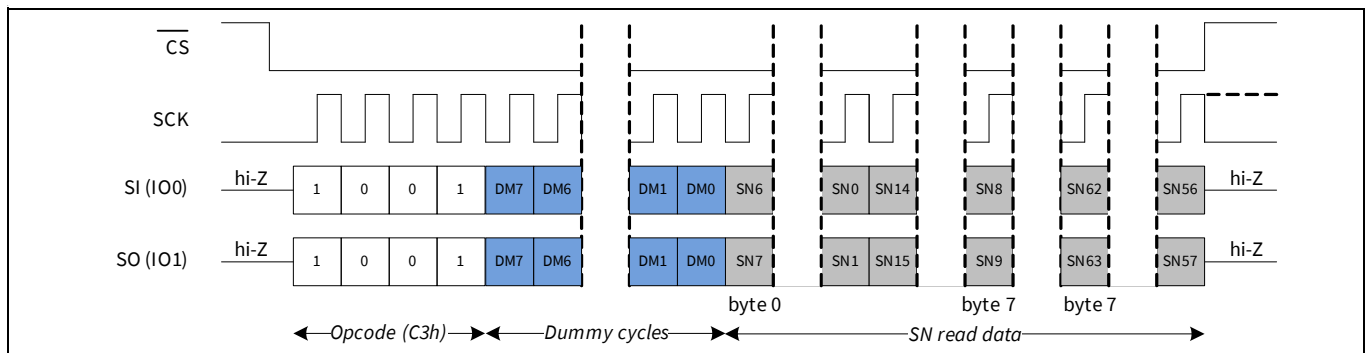 CS
SCK
SI (IO0) hi-Z 1 0 0 1 DM7 DM6 DM1 DM0 SN6 SN0 SN14 SN8 SN62 SN56 hi-Z
SO (IO1) hi-Z 1 0 0 1 DM7 DM6 DM1 DM0 SN7 SN1 SN15 SN9 SN63 SN57 hi-Z
byte 0 byte 7 byte 7
Opcode (C3h) Dummy cycles SN read data